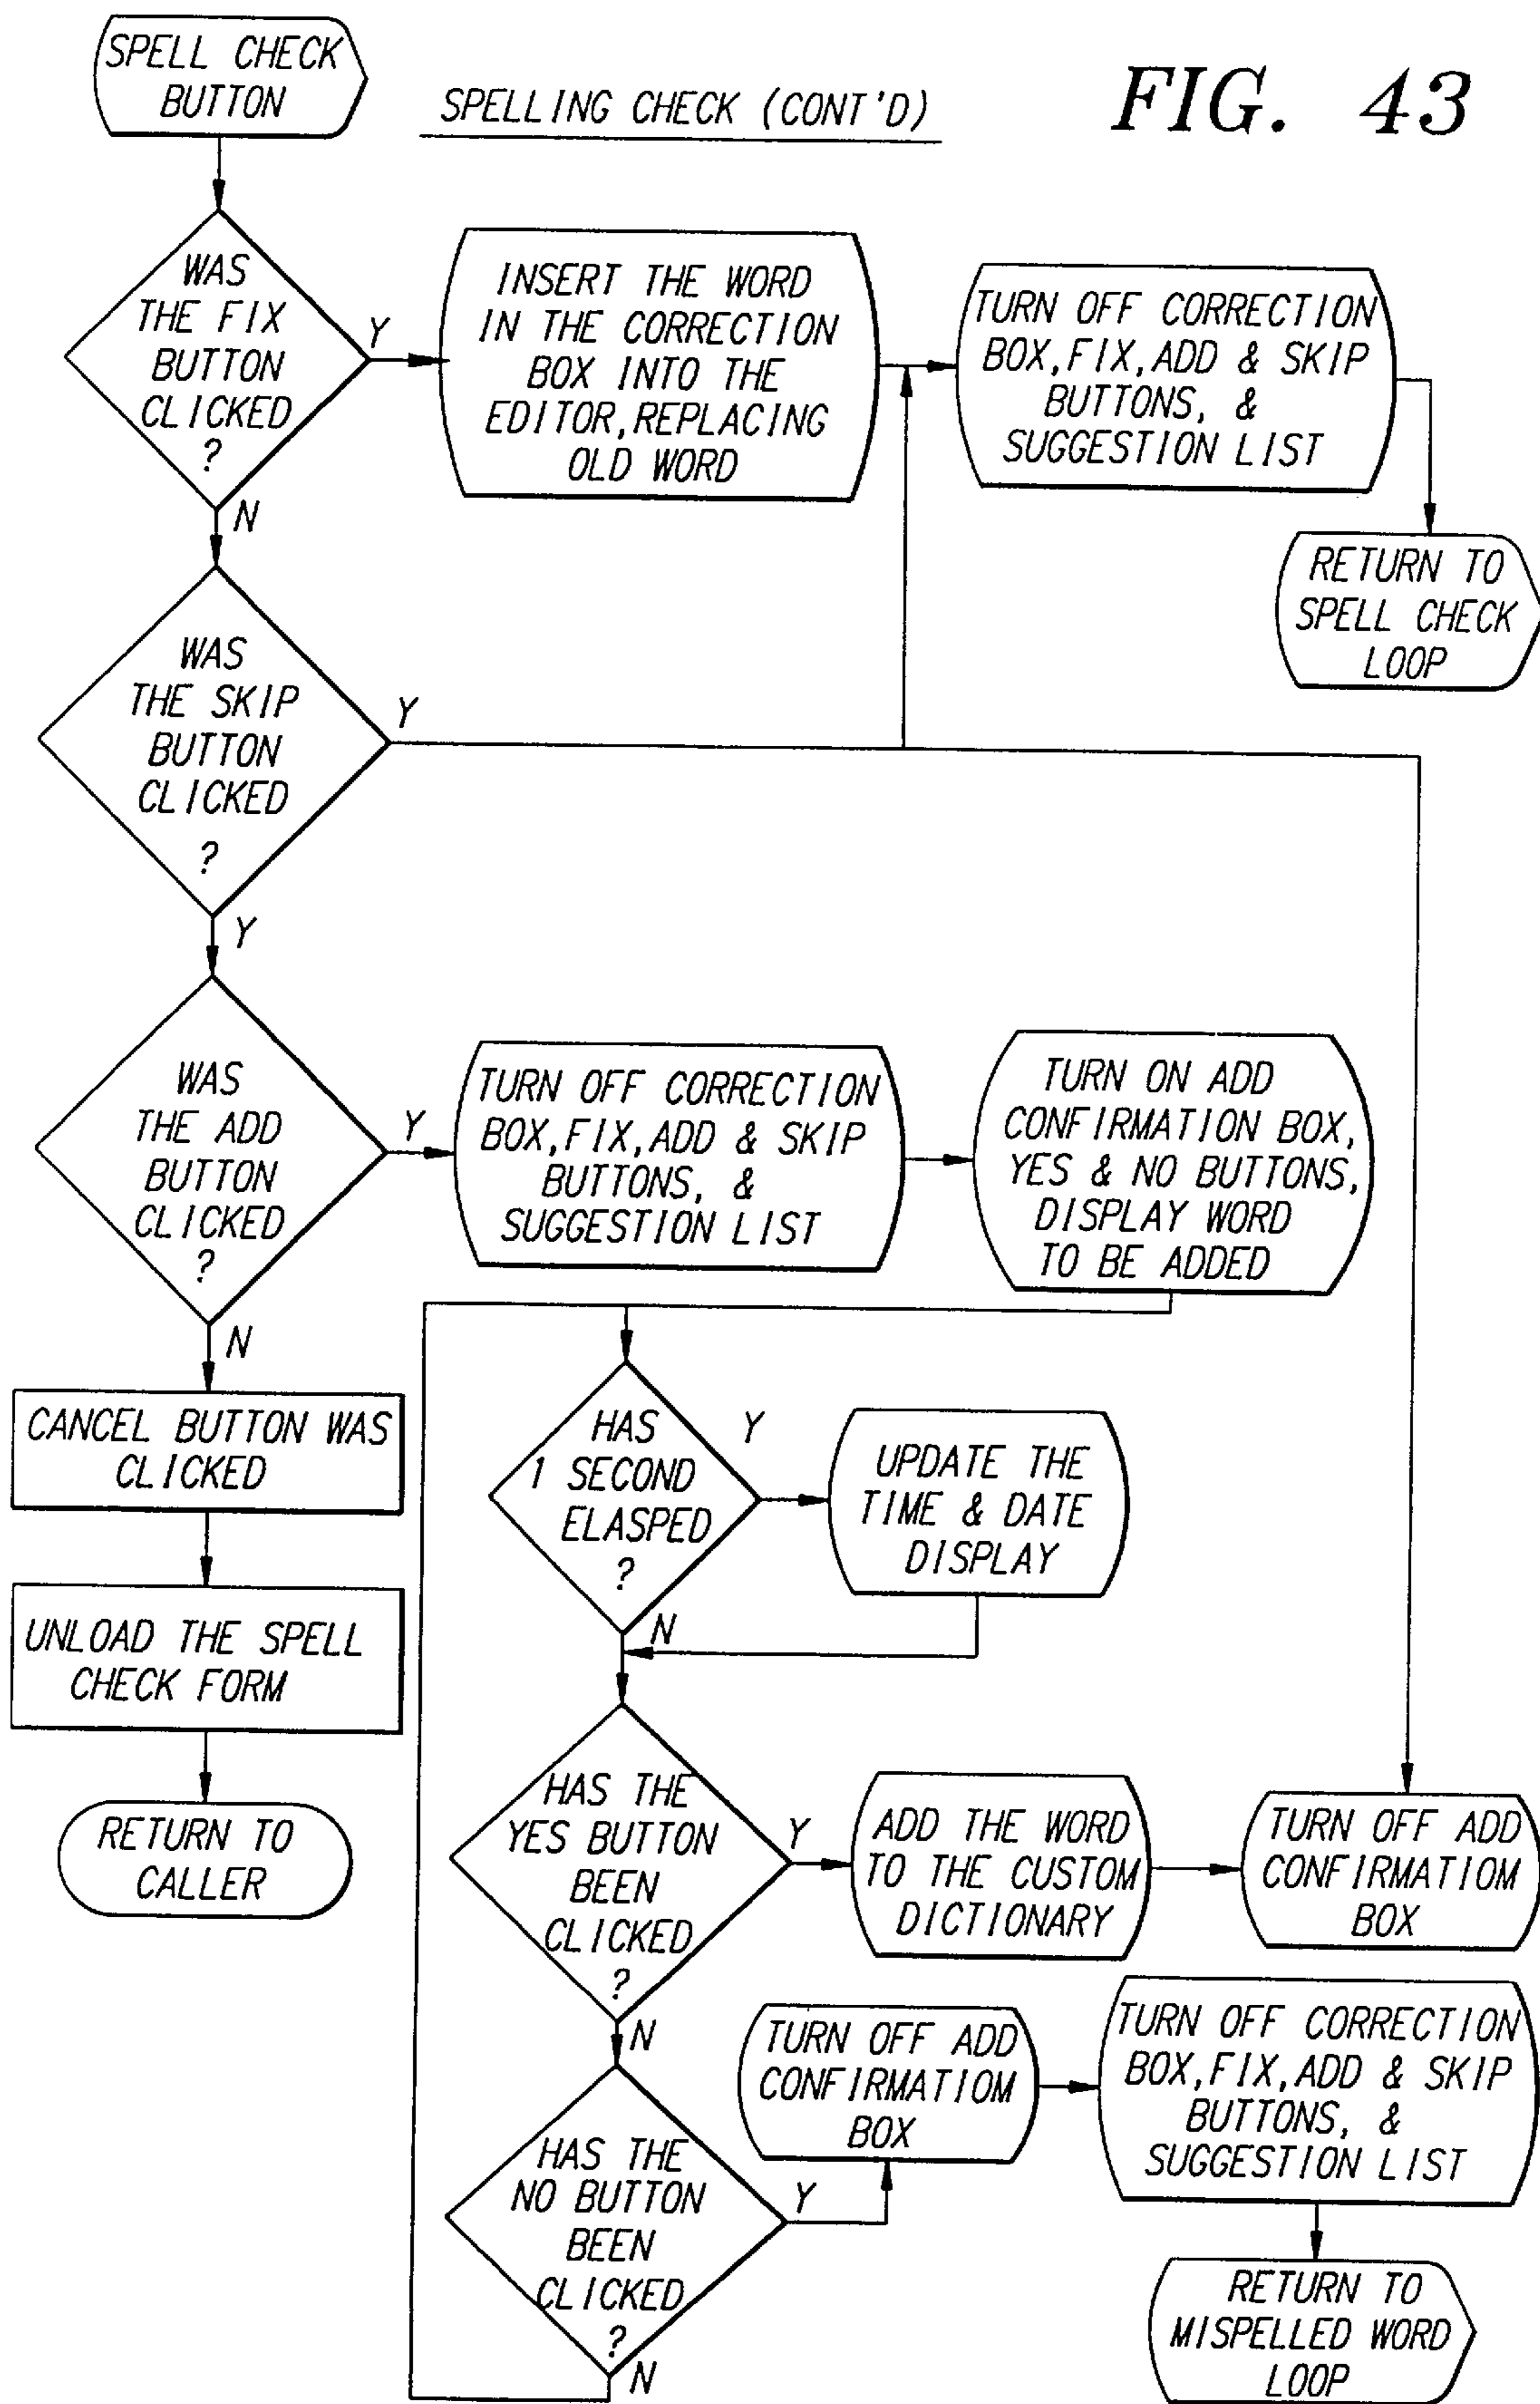 SPELL CHECK
BUTTON
SPELLING CHECK (CONT'D)
FIG. 43
WAS
THE FIX
BUTTON
CLICKED
?
Y
N
INSERT THE WORD
IN THE CORRECTION
BOX INTO THE
EDITOR, REPLACING
OLD WORD
TURN OFF CORRECTION
BOX, FIX, ADD & SKIP
BUTTONS, &
SUGGESTION LIST
RETURN TO
SPELL CHECK
LOOP
WAS
THE SKIP
BUTTON
CLICKED
?
Y
Y
WAS
THE ADD
BUTTON
CLICKED
?
Y
N
TURN OFF CORRECTION
BOX, FIX, ADD & SKIP
BUTTONS, &
SUGGESTION LIST
TURN ON ADD
CONFIRMATION BOX,
YES & NO BUTTONS,
DISPLAY WORD
TO BE ADDED
CANCEL BUTTON WAS
CLICKED
UNLOAD THE SPELL
CHECK FORM
RETURN TO
CALLER
HAS
1 SECOND
ELASPED
?
Y
N
UPDATE THE
TIME & DATE
DISPLAY
HAS THE
YES BUTTON
BEEN
CLICKED
?
Y
N
ADD THE WORD
TO THE CUSTOM
DICTIONARY
TURN OFF ADD
CONFIRMATIOM
BOX
HAS THE
NO BUTTON
BEEN
CLICKED
?
Y
N
TURN OFF ADD
CONFIRMATIOM
BOX
TURN OFF CORRECTION
BOX, FIX, ADD & SKIP
BUTTONS, &
SUGGESTION LIST
RETURN TO
MISPELLED WORD
LOOP